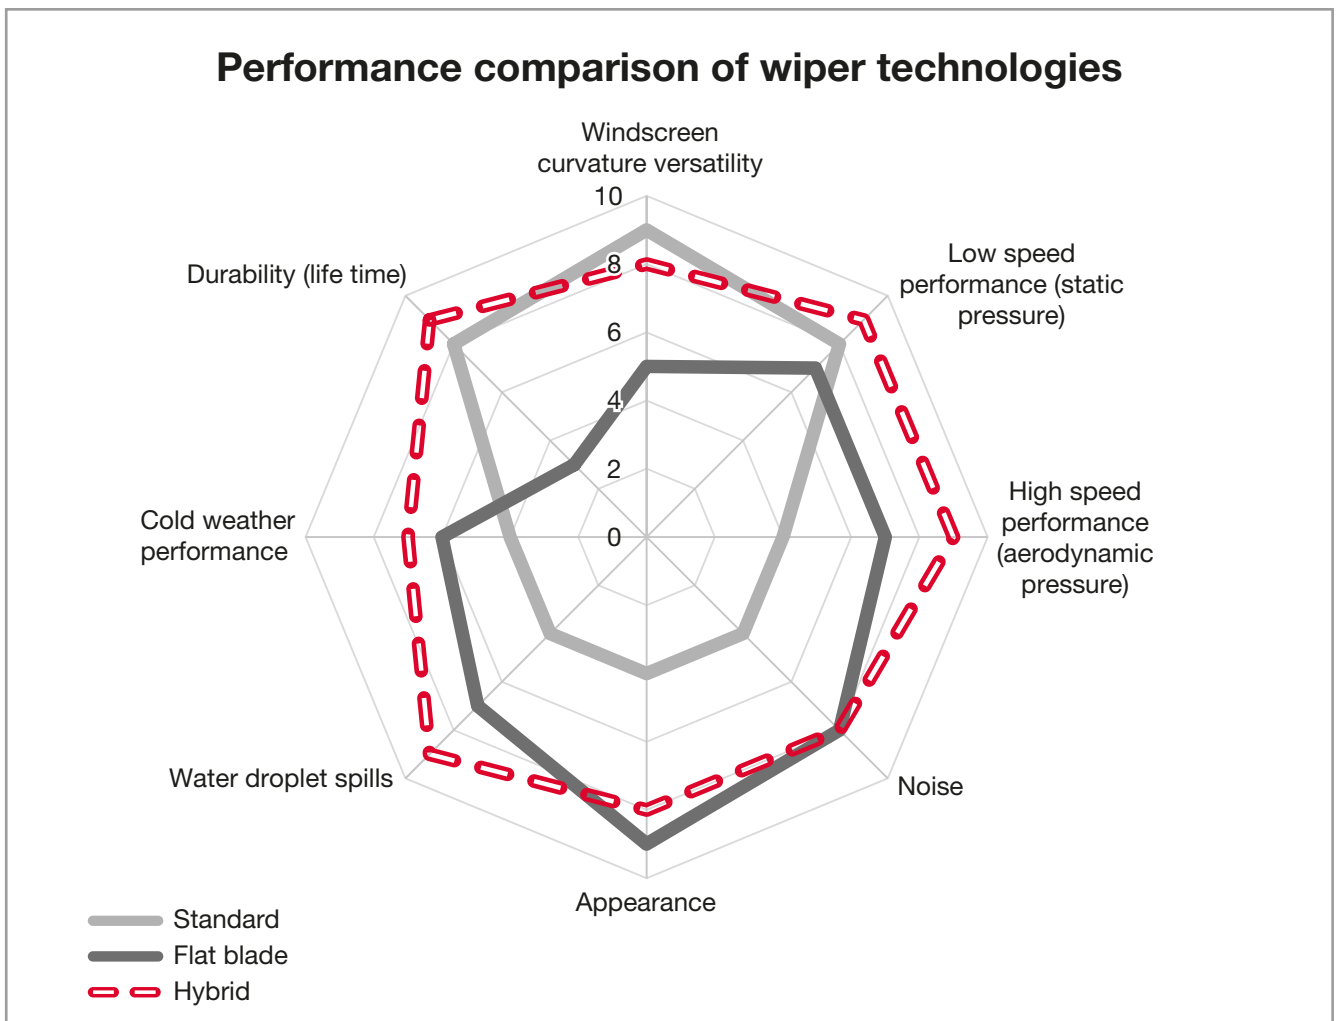 Performance comparison of wiper technologies
Windscreen
curvature versatility
10
8
6
4
2
0
Low speed
performance (static
pressure)
High speed
performance
(aerodynamic
pressure)
Noise
Appearance
Water droplet spills
Cold weather
performance
Durability (life time)
Standard
Flat blade
Hybrid